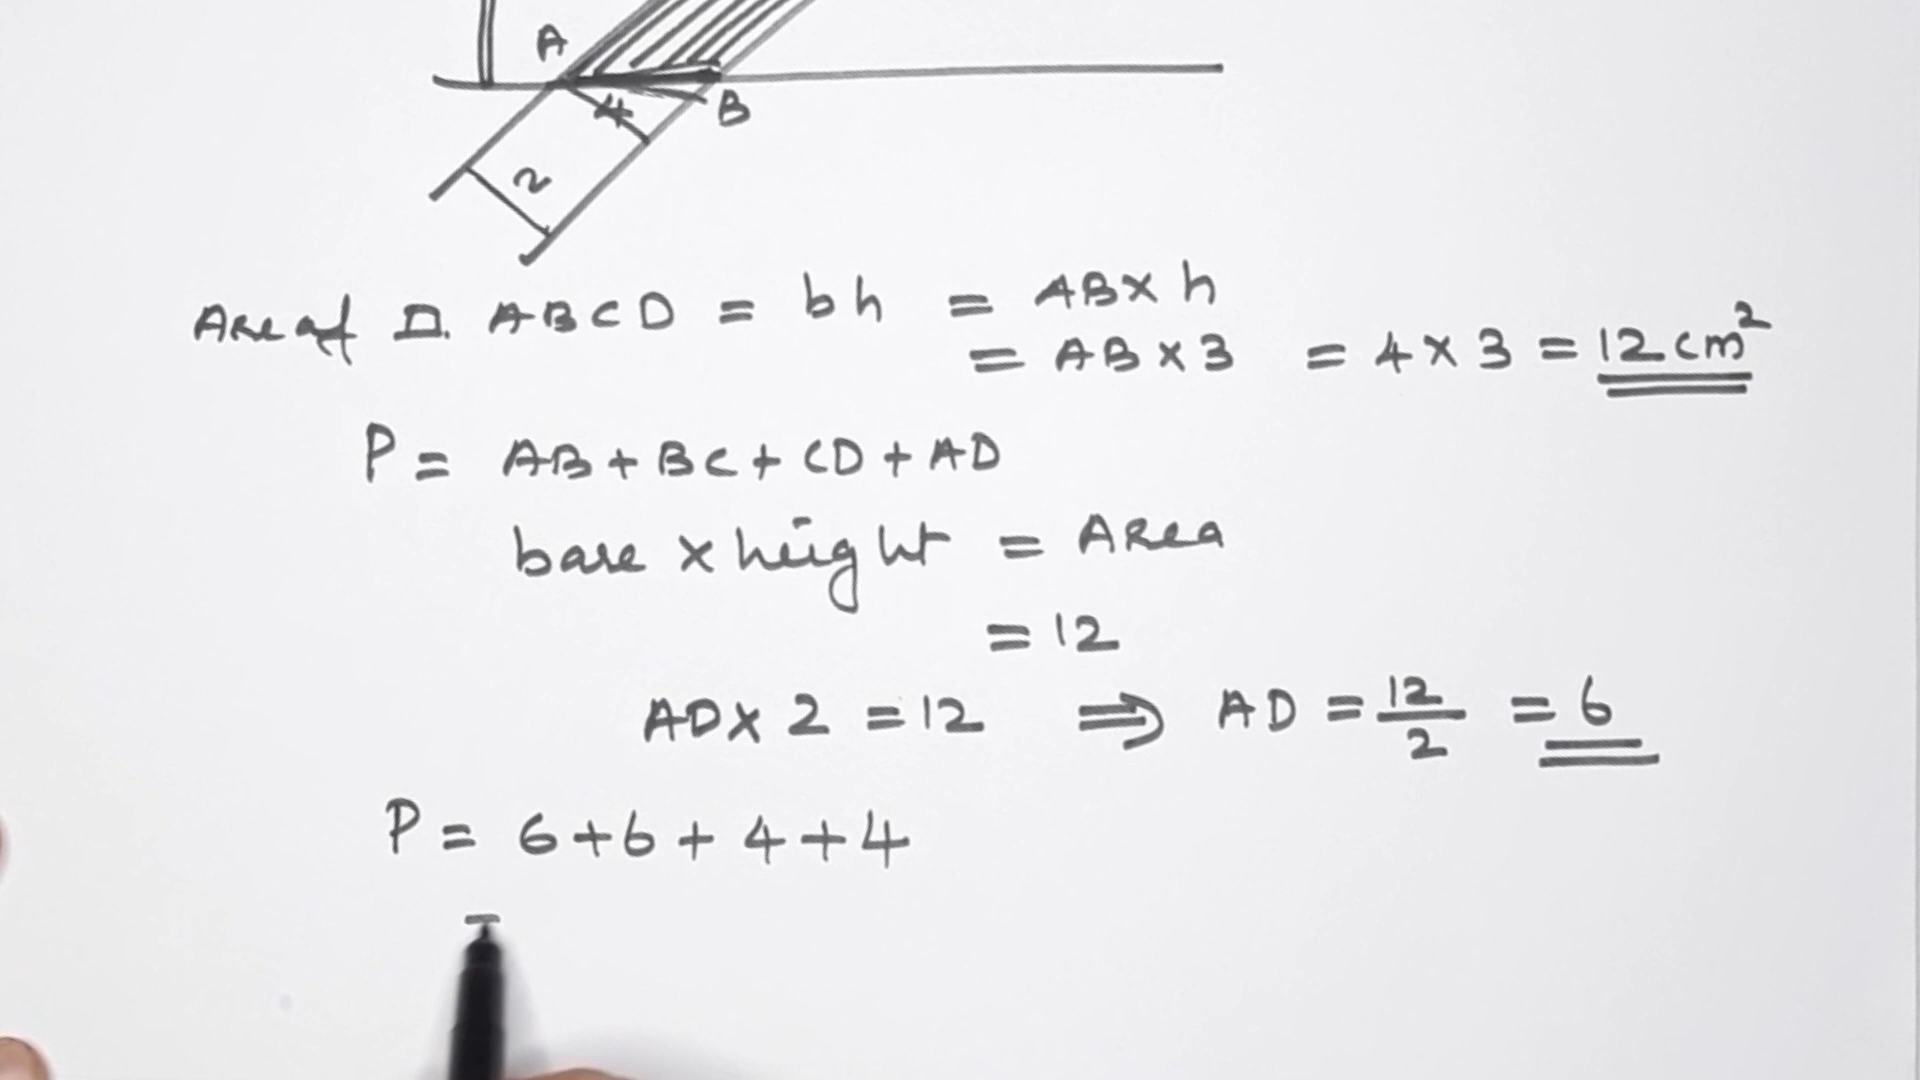 A
4
B
2
Area of ▱. ABCD = bh = AB x h
= AB x 3 = 4 x 3 = 12 cm²
P = AB + BC + CD + AD
base x height = Area
= 12
AD x 2 = 12 ⇒ AD = 12/2 = 6
P = 6 + 6 + 4 + 4